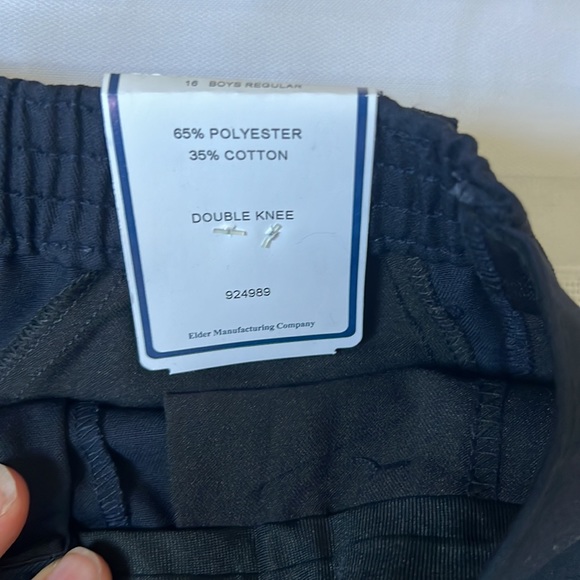 16 BOYS REGULAR
65% POLYESTER
35% COTTON
DOUBLE KNEE
924989
Elder Manufacturing Company